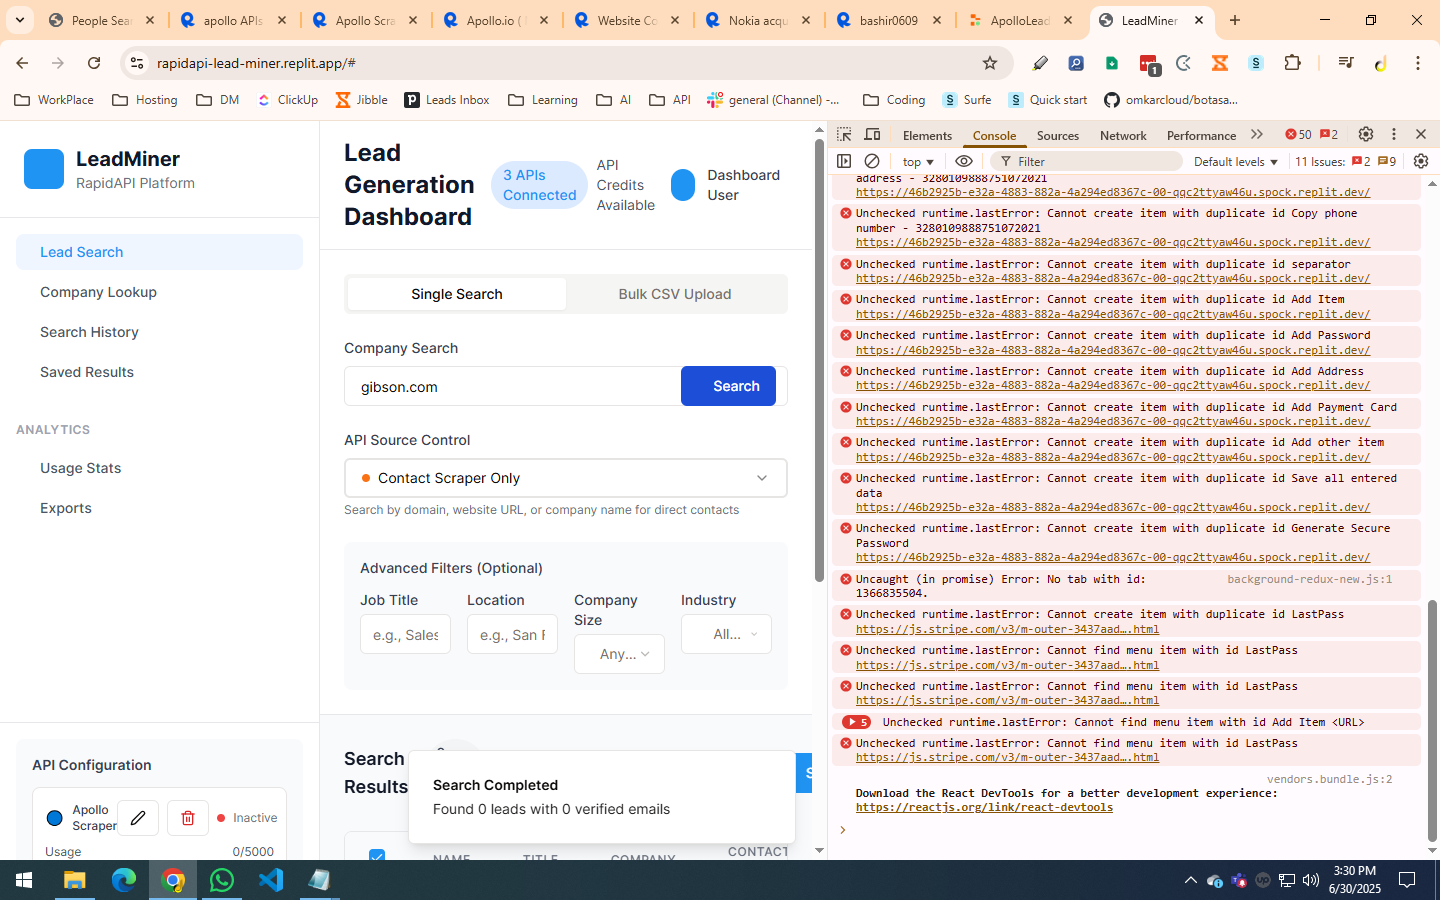 People Sea
apollo APIs
Apollo Scra
Apollo.io (
Website Co
Nokia acqu
bashir0609
ApolloLead
LeadMiner
rapidapi-lead-miner.replit.app/#
1
WorkPlace
Hosting
DM
ClickUp
Jibble
Leads Inbox
Learning
AI
API
general (Channel) -...
Coding
Surfe
Quick start
omkarcloud/botasa...
LeadMiner
RapidAPI Platform
Lead Search
Company Lookup
Search History
Saved Results
ANALYTICS
Usage Stats
Exports
API Configuration
Apollo
Scraper
Inactive
Usage
0/5000
Lead
Generation
Dashboard
3 APIs
Connected
API
Credits
Available
Dashboard
User
Single Search
Bulk CSV Upload
Company Search
gibson.com
Search
API Source Control
Contact Scraper Only
Search by domain, website URL, or company name for direct contacts
Advanced Filters (Optional)
Job Title
Location
Company
Size
Industry
e.g., Sales
e.g., San F
Any...
All...
Search
Results
Search Completed
Found 0 leads with 0 verified emails
NAME
TITLE
COMPANY
CONTACT
Elements
Console
Sources
Network
Performance
50
2
top
Filter
Default levels
11 Issues:
2
9
address - 3280109888751072021
https://46b2925b-e32a-4883-882a-4a294ed8367c-00-qqc2ttyaw46u.spock.replit.dev/
Unchecked runtime.lastError: Cannot create item with duplicate id Copy phone
number - 3280109888751072021
https://46b2925b-e32a-4883-882a-4a294ed8367c-00-qqc2ttyaw46u.spock.replit.dev/
Unchecked runtime.lastError: Cannot create item with duplicate id separator
https://46b2925b-e32a-4883-882a-4a294ed8367c-00-qqc2ttyaw46u.spock.replit.dev/
Unchecked runtime.lastError: Cannot create item with duplicate id Add Item
https://46b2925b-e32a-4883-882a-4a294ed8367c-00-qqc2ttyaw46u.spock.replit.dev/
Unchecked runtime.lastError: Cannot create item with duplicate id Add Password
https://46b2925b-e32a-4883-882a-4a294ed8367c-00-qqc2ttyaw46u.spock.replit.dev/
Unchecked runtime.lastError: Cannot create item with duplicate id Add Address
https://46b2925b-e32a-4883-882a-4a294ed8367c-00-qqc2ttyaw46u.spock.replit.dev/
Unchecked runtime.lastError: Cannot create item with duplicate id Add Payment Card
https://46b2925b-e32a-4883-882a-4a294ed8367c-00-qqc2ttyaw46u.spock.replit.dev/
Unchecked runtime.lastError: Cannot create item with duplicate id Add other item
https://46b2925b-e32a-4883-882a-4a294ed8367c-00-qqc2ttyaw46u.spock.replit.dev/
Unchecked runtime.lastError: Cannot create item with duplicate id Save all entered
data
https://46b2925b-e32a-4883-882a-4a294ed8367c-00-qqc2ttyaw46u.spock.replit.dev/
Unchecked runtime.lastError: Cannot create item with duplicate id Generate Secure
Password
https://46b2925b-e32a-4883-882a-4a294ed8367c-00-qqc2ttyaw46u.spock.replit.dev/
Uncaught (in promise) Error: No tab with id: background-redux-new.js:1
1366835504.
Unchecked runtime.lastError: Cannot create item with duplicate id LastPass
https://js.stripe.com/v3/m-outer-3437aad….html
Unchecked runtime.lastError: Cannot find menu item with id LastPass
https://js.stripe.com/v3/m-outer-3437aad….html
Unchecked runtime.lastError: Cannot find menu item with id LastPass
https://js.stripe.com/v3/m-outer-3437aad….html
5 Unchecked runtime.lastError: Cannot find menu item with id Add Item <URL>
Unchecked runtime.lastError: Cannot find menu item with id LastPass
https://js.stripe.com/v3/m-outer-3437aad….html
vendors.bundle.js:2
Download the React DevTools for a better development experience:
https://reactjs.org/link/react-devtools
3:30 PM
6/30/2025